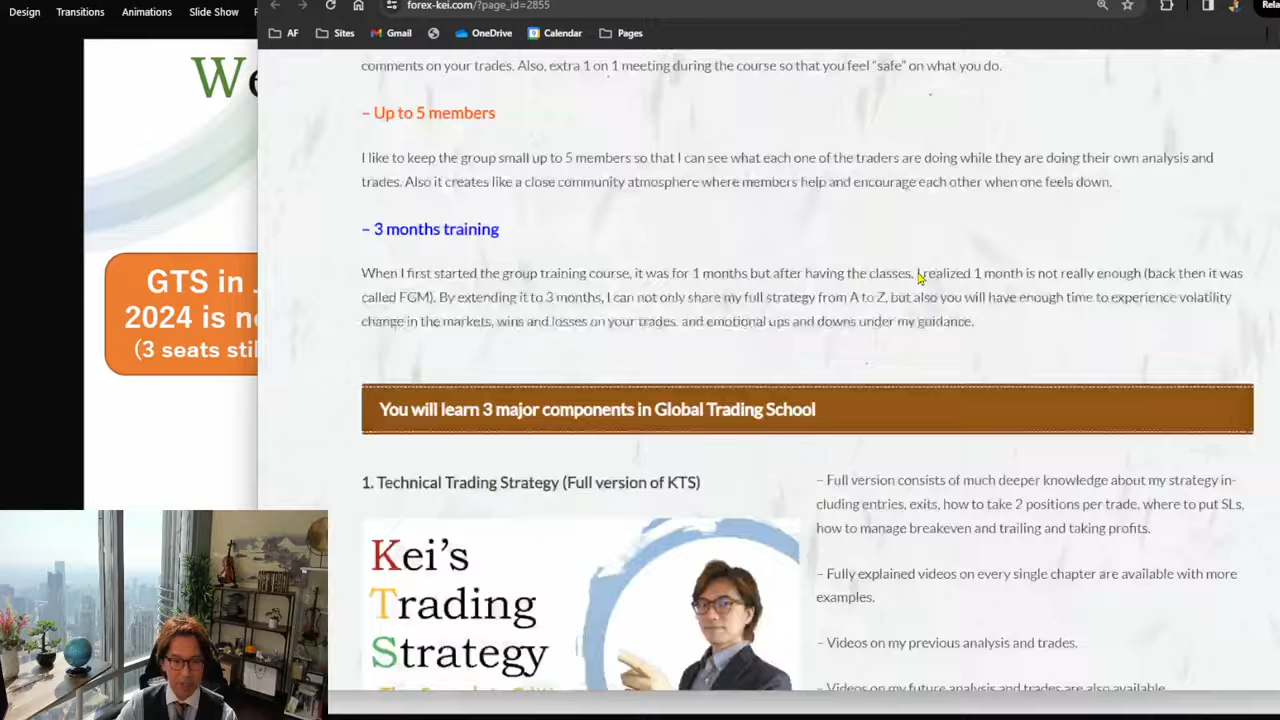 Design Transitions Animations Slide Show
forex-kei.com/?page_id=2855
AF Sites Gmail OneDrive Calendar Pages
We
GTS in
2024 is
(3 seats
comments on your trades. Also, extra 1 on 1 meeting during the course so that you feel "safe" on what you do.
– Up to 5 members
I like to keep the group small up to 5 members so that I can see what each one of the traders are doing while they are doing their own analysis and
trades. Also it creates like a close community atmosphere where members help and encourage each other when one feels down.
– 3 months training
When I first started the group training course, it was for 1 months but after having the classes, I realized 1 month is not really enough (back then it was
called FGM). By extending it to 3 months, I can not only share my full strategy from A to Z, but also you will have enough time to experience volatility
change in the markets, wins and losses on your trades, and emotional ups and downs under my guidance.
You will learn 3 major components in Global Trading School
1. Technical Trading Strategy (Full version of KTS)
Kei's
Trading
Strategy
– Full version consists of much deeper knowledge about my strategy in-
cluding entries, exits, how to take 2 positions per trade, where to put SLs,
how to manage breakeven and trailing and taking profits.
– Fully explained videos on every single chapter are available with more
examples.
– Videos on my previous analysis and trades.
– Videos on my future analysis and trades are also available.